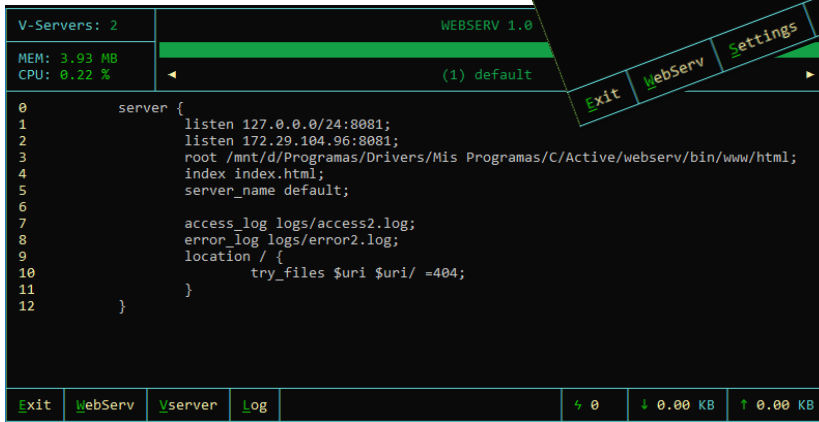 V-Servers: 2
WEBSERV 1.0
MEM: 3.93 MB
CPU: 0.22 %
◄ (1) default ►
Exit WebServ Settings
0 server {
1 listen 127.0.0.0/24:8081;
2 listen 172.29.104.96:8081;
3 root /mnt/d/Programas/Drivers/Mis Programas/C/Active/webserv/bin/www/html;
4 index index.html;
5 server_name default;
6
7 access_log logs/access2.log;
8 error_log logs/error2.log;
9 location / {
10 try_files $uri $uri/ =404;
11 }
12 }
Exit WebServ Vserver Log ϟ 0 ↓ 0.00 KB ↑ 0.00 KB